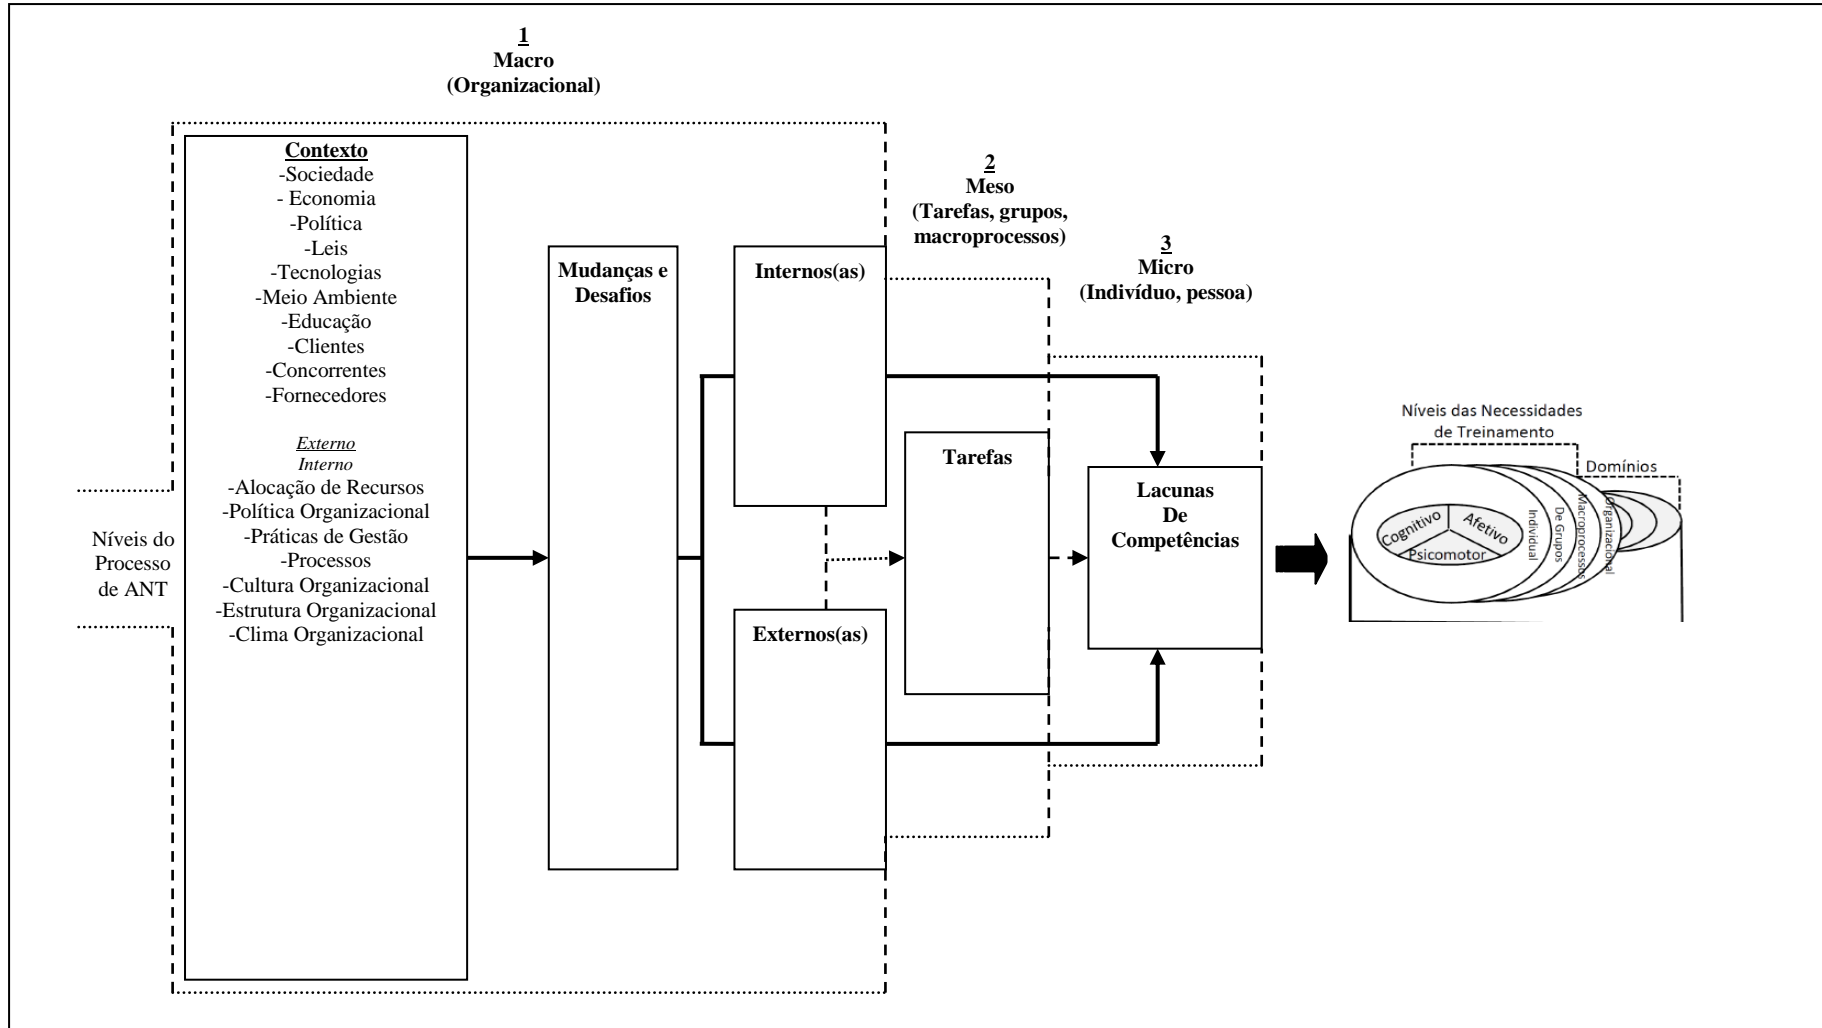 1
Macro
(Organizacional)
Contexto
-Sociedade
- Economia
-Política
-Leis
-Tecnologias
-Meio Ambiente
-Educação
-Clientes
-Concorrentes
-Fornecedores
Externo
Interno
-Alocação de Recursos
-Política Organizacional
-Práticas de Gestão
-Processos
-Cultura Organizacional
-Estrutura Organizacional
-Clima Organizacional
Níveis do
Processo
de ANT
Mudanças e
Desafios
Internos(as)
Externos(as)
2
Meso
(Tarefas, grupos,
macroprocessos)
Tarefas
3
Micro
(Indivíduo, pessoa)
Lacunas
De
Competências
Níveis das Necessidades
de Treinamento
Domínios
Cognitivo
Afetivo
Psicomotor
Individual
De Grupos
Macroprocessos
Organizacional